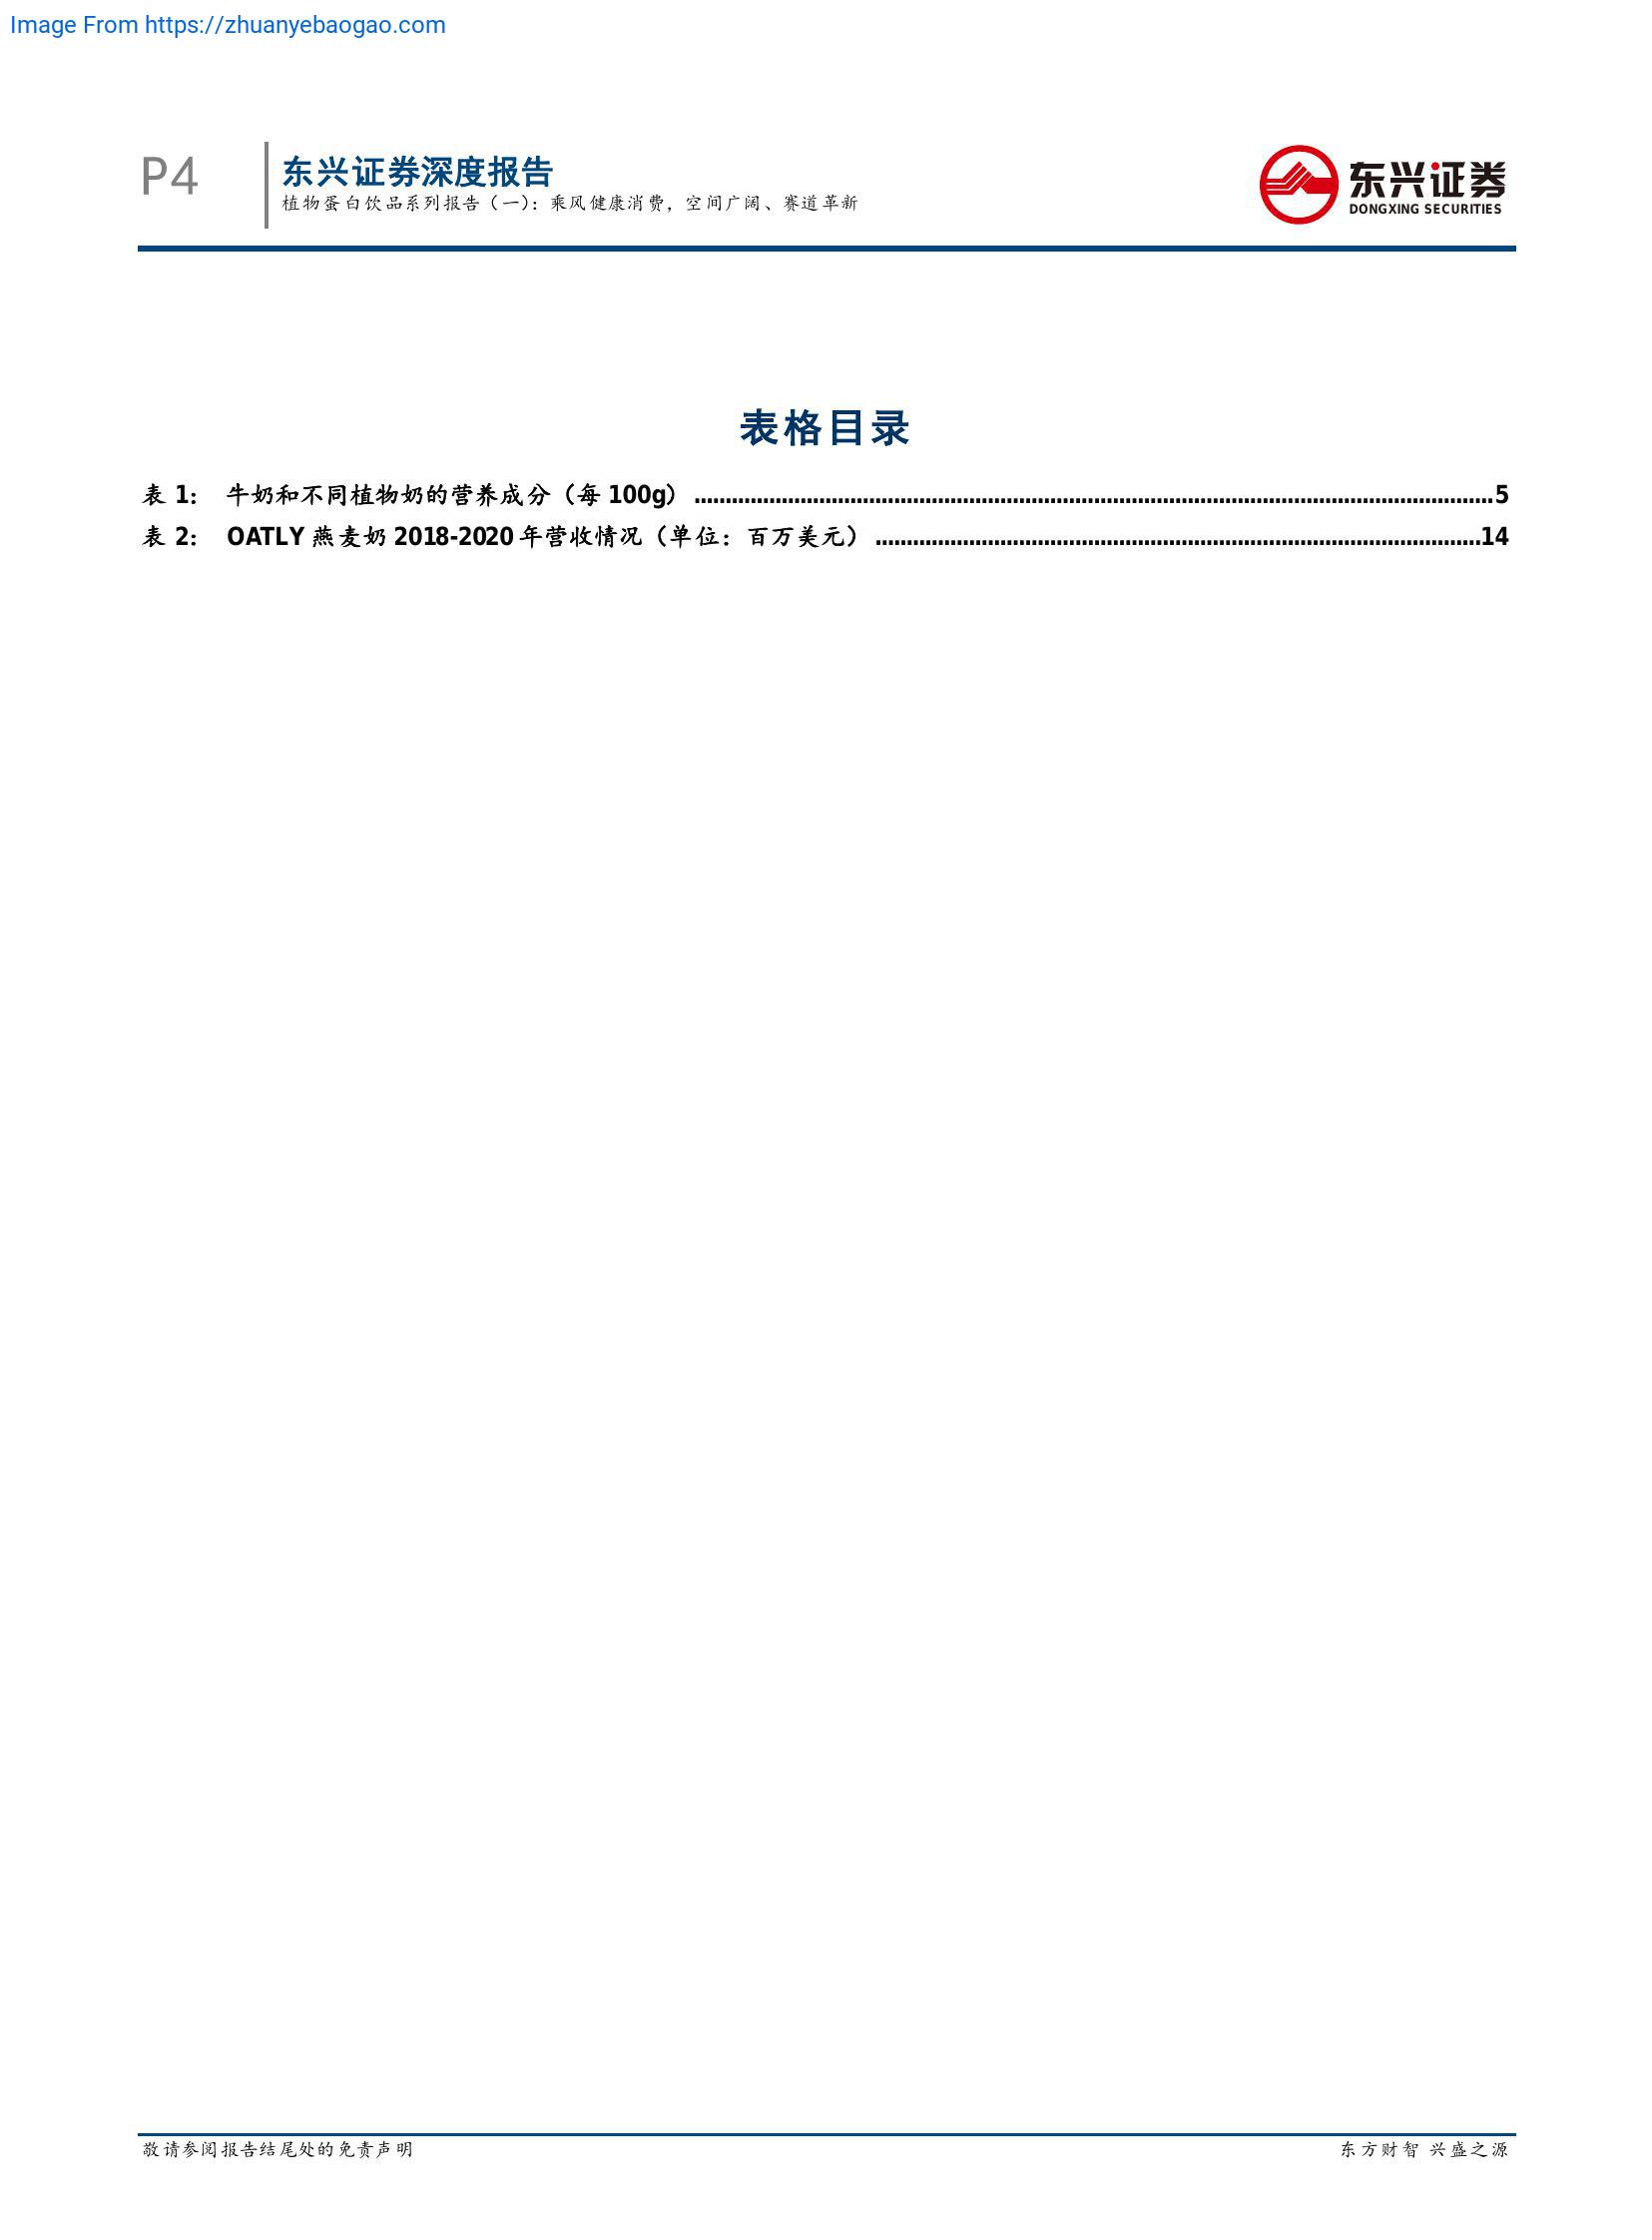 Image From https://zhuanyebaogao.com
P4
东兴证券深度报告
植物蛋白饮品系列报告（一）：乘风健康消费，空间广阔、赛道革新
东兴证券
DONGXING SECURITIES
表格目录
表 1： 牛奶和不同植物奶的营养成分（每 100g）....................5
表 2： OATLY 燕麦奶 2018-2020 年营收情况（单位：百万美元）....................14
敬请参阅报告结尾处的免责声明
东方财智 兴盛之源